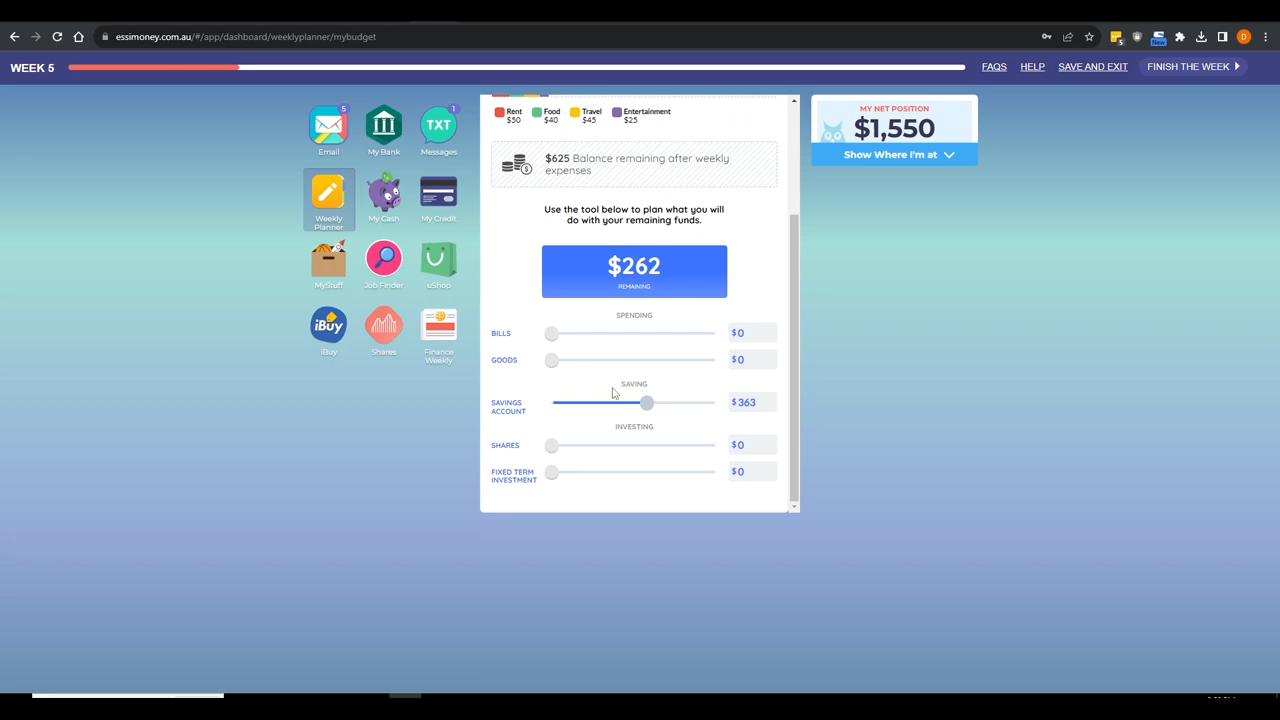 essimoney.com.au/#/app/dashboard/weeklyplanner/mybudget
New
D
WEEK 5
FAQS
HELP
SAVE AND EXIT
FINISH THE WEEK
5
Email
My Bank
TXT
1
Messages
Weekly
Planner
My Cash
My Credit
MyStuff
Job Finder
uShop
iBuy
iBuy
Shares
Finance
Weekly
Rent
$50
Food
$40
Travel
$45
Entertainment
$25
$625 Balance remaining after weekly
expenses
Use the tool below to plan what you will
do with your remaining funds.
$262
REMAINING
SPENDING
BILLS
$0
GOODS
$0
SAVING
SAVINGS
ACCOUNT
$363
INVESTING
SHARES
$0
FIXED TERM
INVESTMENT
$0
MY NET POSITION
$1,550
Show Where I'm at